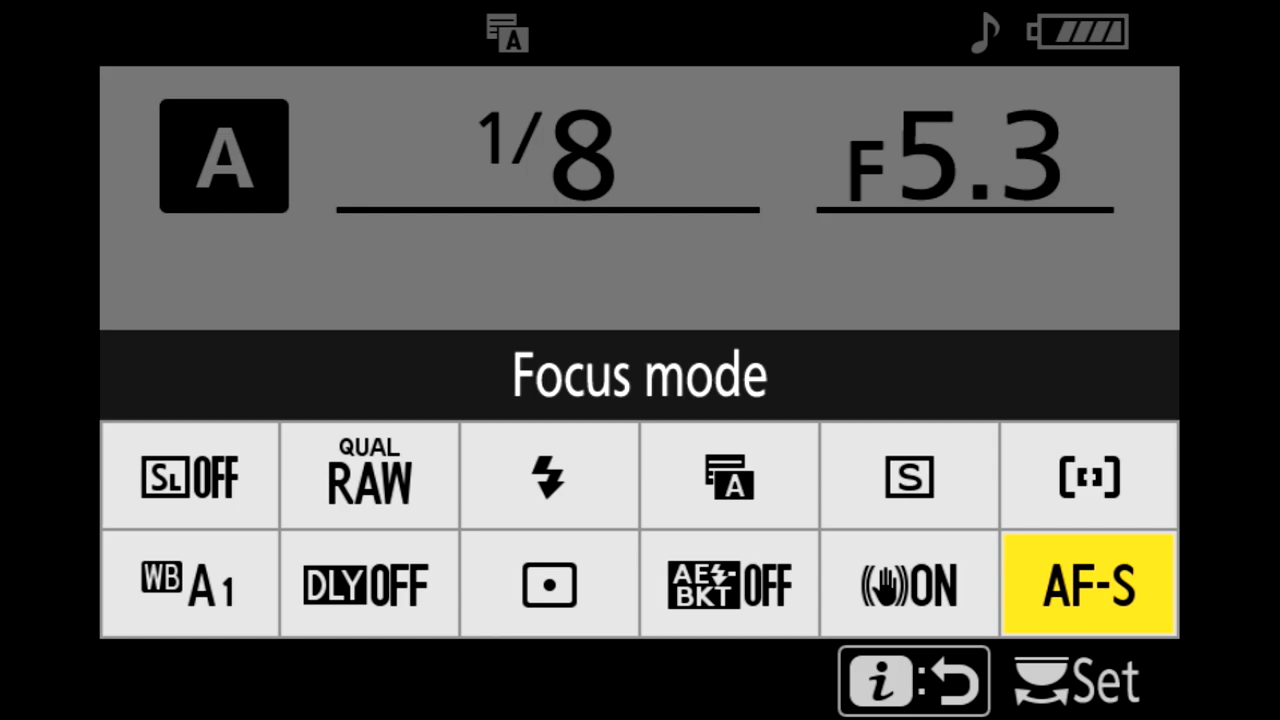 A
A 1/8 F5.3
Focus mode
SL OFF QUAL RAW A S
WB A1 DLY OFF AE BKT OFF ON AF-S
i : Set